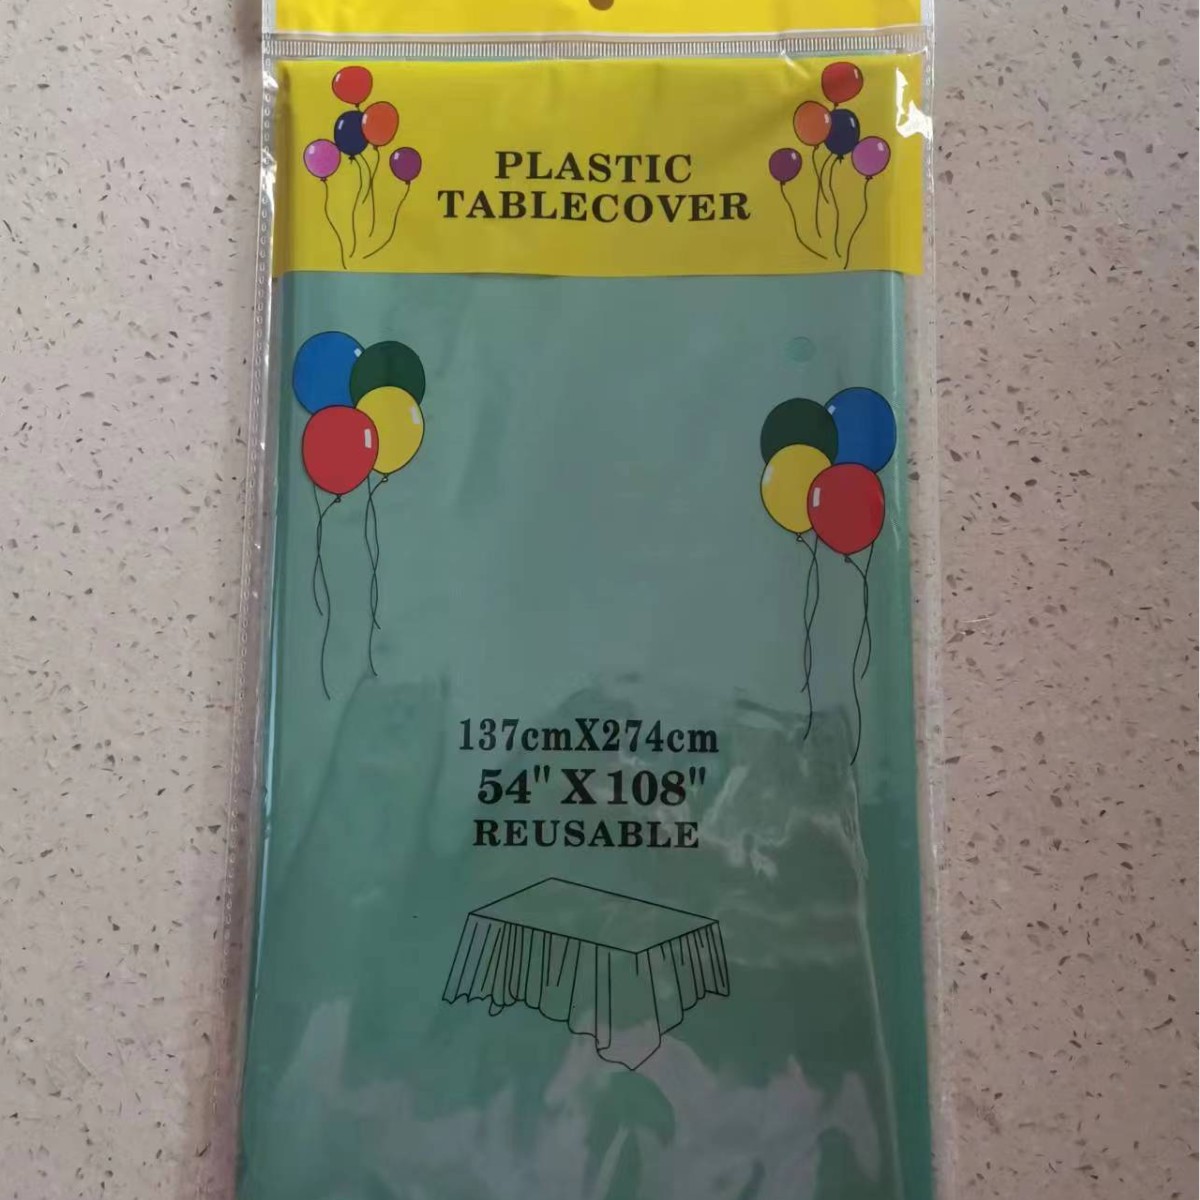 PLASTIC
TABLECOVER
137cmX274cm
54" X 108"
REUSABLE